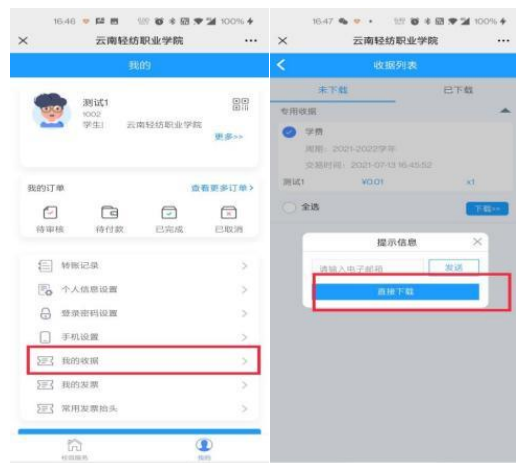 16:46
100%
云南轻纺职业学院
我的
测试1
1002
学生:
云南轻纺职业学院
更多>>
我的订单
查看更多订单>
待审核
待付款
已完成
已取消
转账记录
个人信息设置
登录密码设置
手机设置
我的收据
我的发票
常用发票抬头
校园服务
我的
16:47
100%
云南轻纺职业学院
收据列表
未下载
已下载
专用收据
学费
周期：2021-2022学年
交易时间：2021-07-13 16:45:52
测试1
¥0.01
x1
全选
下载>>
提示信息
请输入电子邮箱
发送
直接下载